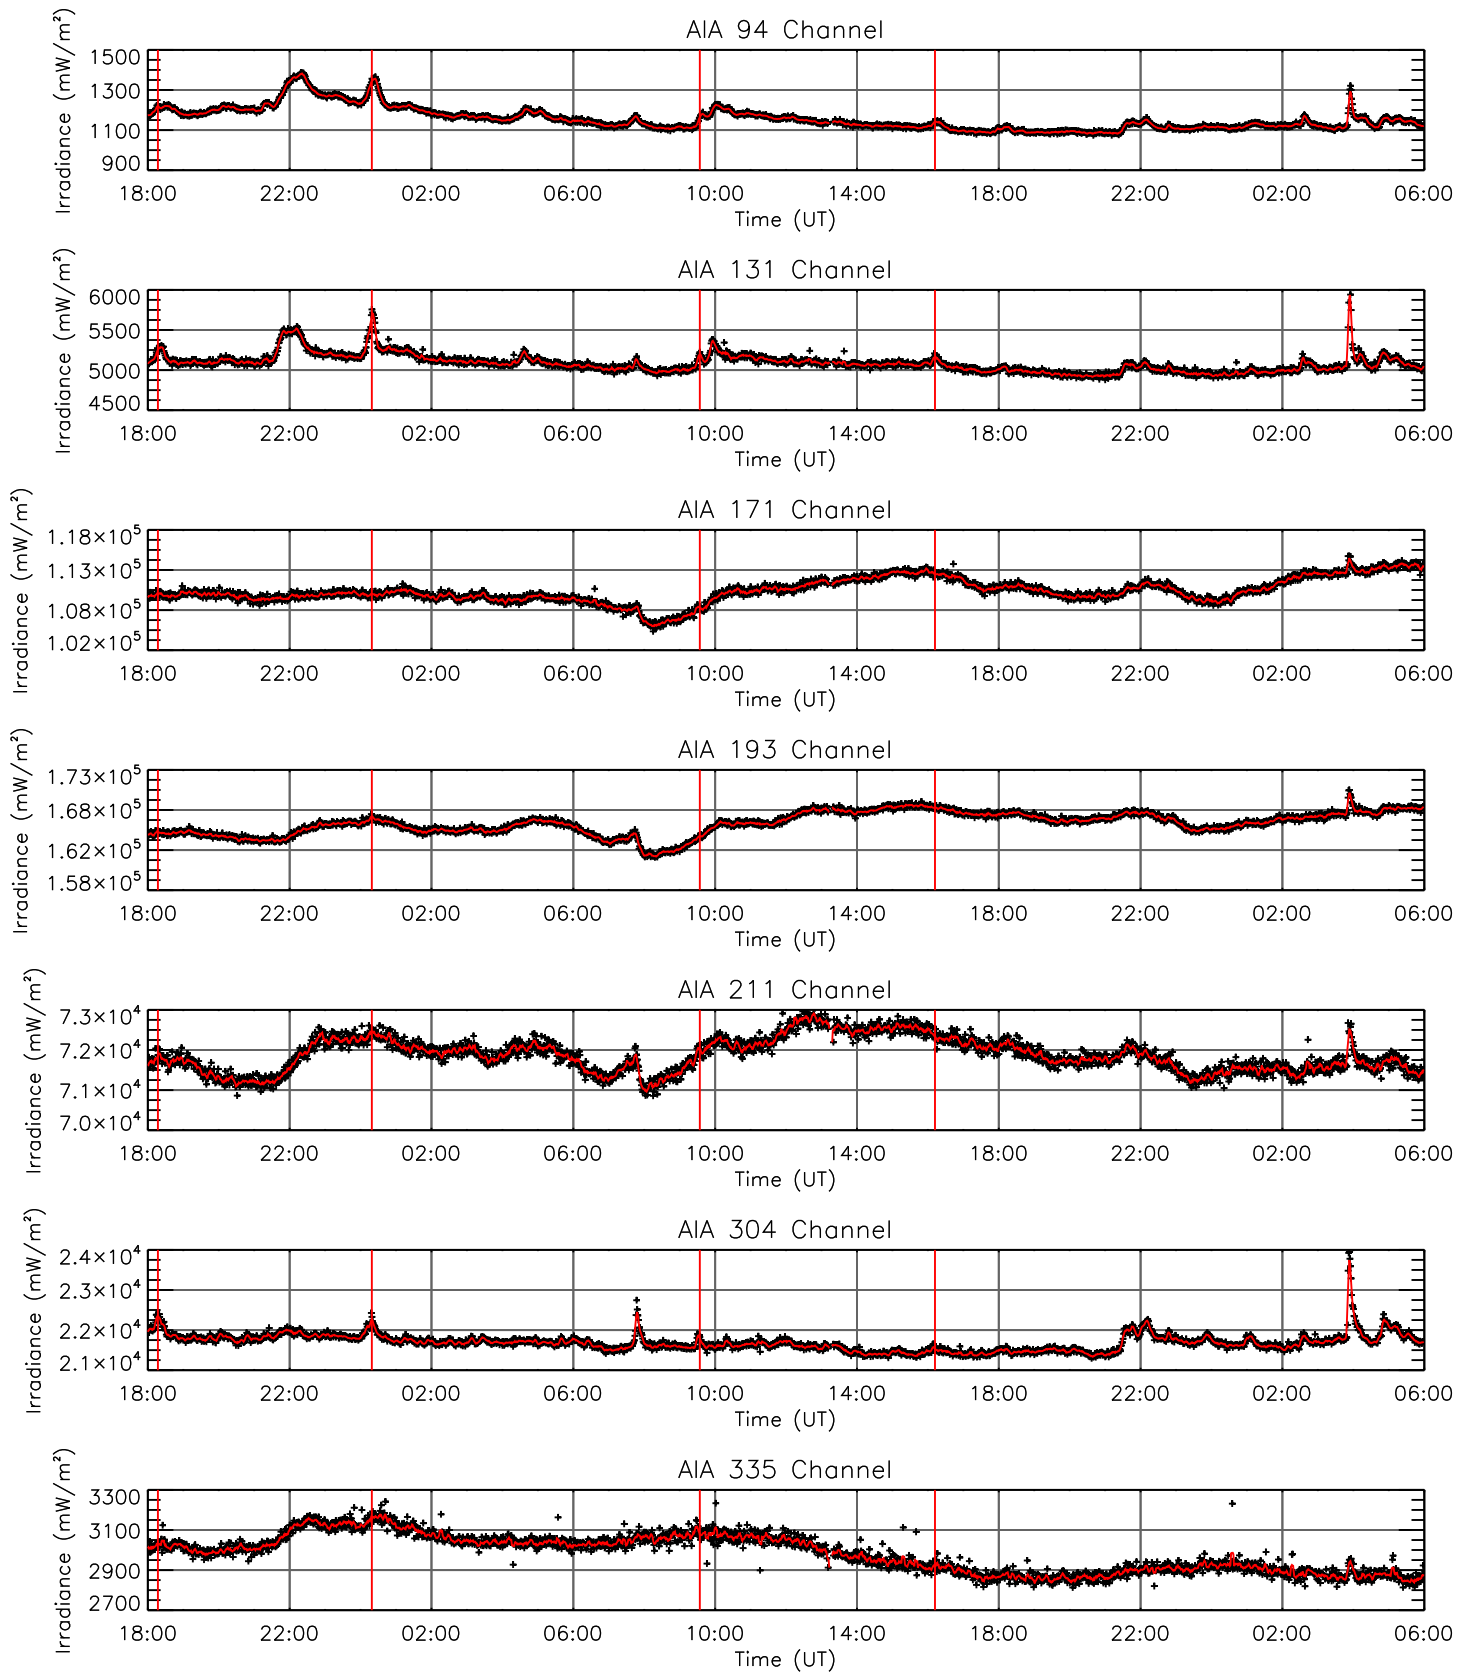 AIA 94 Channel
Irradiance (mW/m²)
1500
1300
1100
900
18:00 22:00 02:00 06:00 10:00 14:00 18:00 22:00 02:00 06:00
Time (UT)
AIA 131 Channel
Irradiance (mW/m²)
6000
5500
5000
4500
18:00 22:00 02:00 06:00 10:00 14:00 18:00 22:00 02:00 06:00
Time (UT)
AIA 171 Channel
Irradiance (mW/m²)
1.18×10⁵
1.13×10⁵
1.08×10⁵
1.02×10⁵
18:00 22:00 02:00 06:00 10:00 14:00 18:00 22:00 02:00 06:00
Time (UT)
AIA 193 Channel
Irradiance (mW/m²)
1.73×10⁵
1.68×10⁵
1.62×10⁵
1.58×10⁵
18:00 22:00 02:00 06:00 10:00 14:00 18:00 22:00 02:00 06:00
Time (UT)
AIA 211 Channel
Irradiance (mW/m²)
7.3×10⁴
7.2×10⁴
7.1×10⁴
7.0×10⁴
18:00 22:00 02:00 06:00 10:00 14:00 18:00 22:00 02:00 06:00
Time (UT)
AIA 304 Channel
Irradiance (mW/m²)
2.4×10⁴
2.3×10⁴
2.2×10⁴
2.1×10⁴
18:00 22:00 02:00 06:00 10:00 14:00 18:00 22:00 02:00 06:00
Time (UT)
AIA 335 Channel
Irradiance (mW/m²)
3300
3100
2900
2700
18:00 22:00 02:00 06:00 10:00 14:00 18:00 22:00 02:00 06:00
Time (UT)